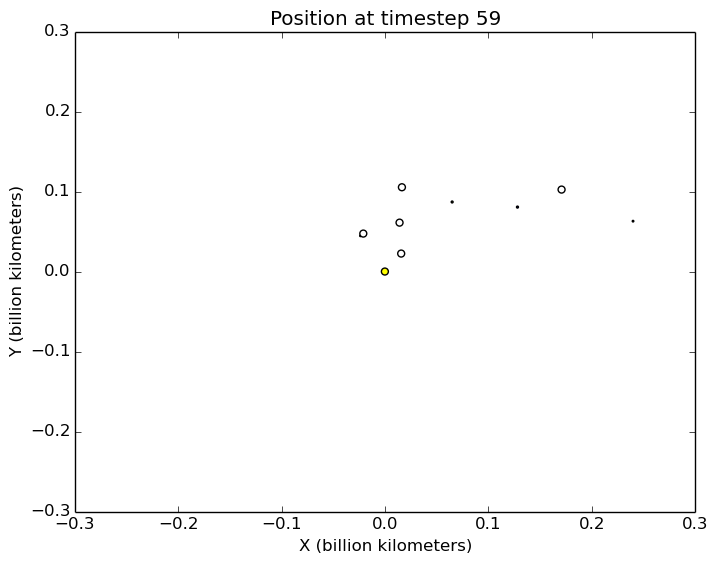 Position at timestep 59
0.3
0.2
0.1
0.0
−0.1
−0.2
−0.3
Y (billion kilometers)
−0.3 −0.2 −0.1 0.0 0.1 0.2 0.3
X (billion kilometers)